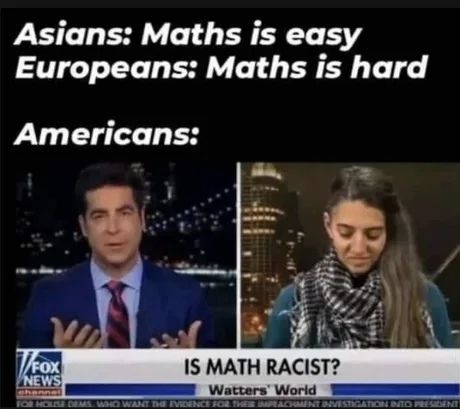 Asians: Maths is easy
Europeans: Maths is hard
Americans:
FOX
NEWS
channel
IS MATH RACIST?
Watters' World
FOR HOUSE DEMS, WHO WANT THE EVIDENCE FOR THEIR IMPEACHMENT INVESTIGATION INTO PRESIDENT